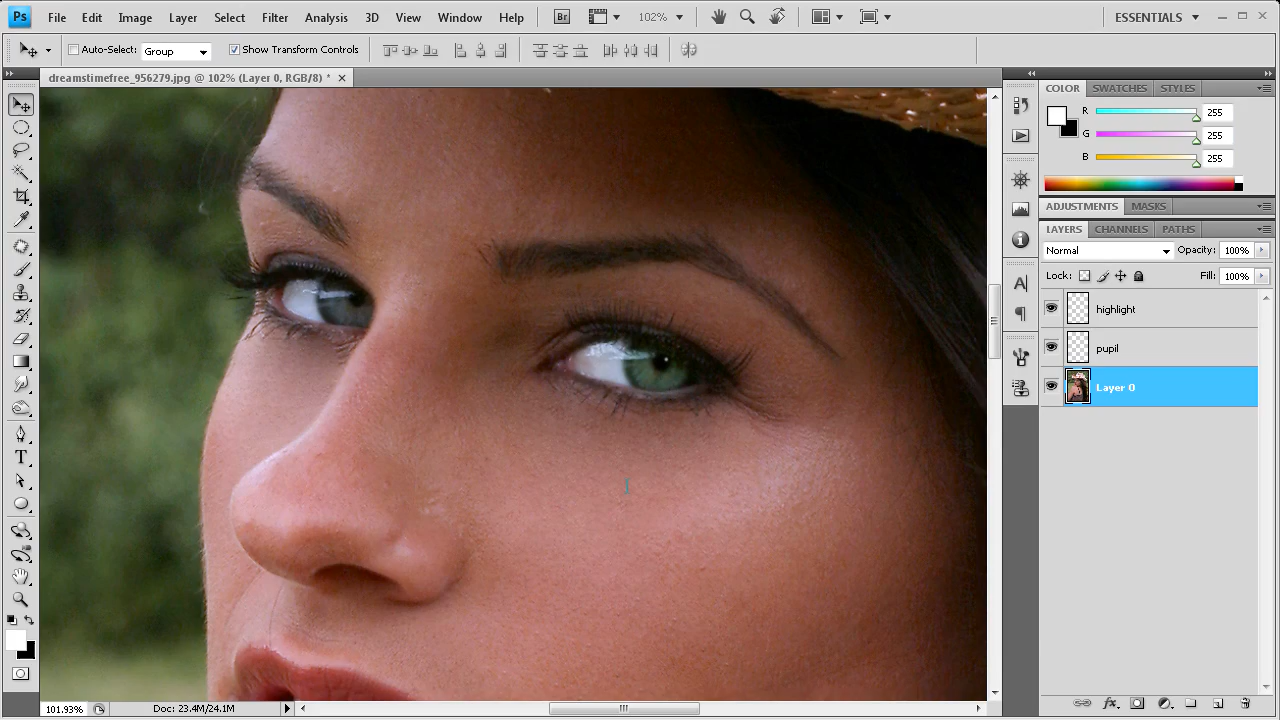 Ps File Edit Image Layer Select Filter Analysis 3D View Window Help Br 102% ESSENTIALS
Auto-Select: Group Show Transform Controls
dreamstimefree_956279.jpg @ 102% (Layer 0, RGB/8) *
COLOR SWATCHES STYLES
R 255
G 255
B 255
ADJUSTMENTS MASKS
LAYERS CHANNELS PATHS
Normal Opacity: 100%
Lock: Fill: 100%
highlight
pupil
Layer 0
101.93% Doc: 23.4M/24.1M